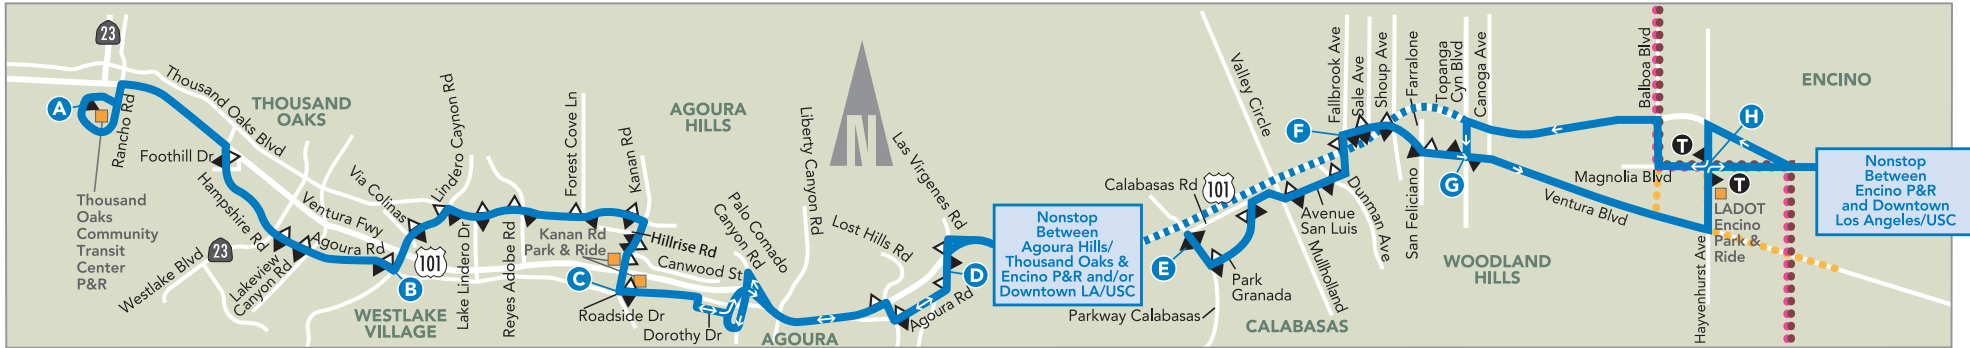 23
A
Rancho Rd
Thousand Oaks Blvd
THOUSAND
OAKS
Foothill Dr
Thousand
Oaks
Community
Transit
Center
P&R
Hampshire Rd
Westlake Blvd
23
Lakeview
Canyon Rd
Agoura Rd
Ventura Fwy
Via Colinas
Lindero Caynon Rd
101
B
WESTLAKE
VILLAGE
Lake Lindero Dr
Reyes Adobe Rd
Forest Cove Ln
Kanan Rd
AGOURA
HILLS
Kanan Rd
Park & Ride
Hillrise Rd
Canwood St
C
Roadside Dr
Dorothy Dr
Palo Comado
Canyon Rd
AGOURA
Liberty Canyon Rd
N
Las Virgenes Rd
Lost Hills Rd
Agoura Rd
D
Nonstop
Between
Agoura Hills/
Thousand Oaks &
Encino P&R and/or
Downtown LA/USC
Calabasas Rd
101
E
Park
Granada
Parkway Calabasas
CALABASAS
Valley Circle
Mulholland
Avenue
San Luis
Dunman Ave
F
Fallbrook Ave
Sale Ave
Shoup Ave
Farralone
Topanga
Cyn Blvd
Canoga Ave
San Feliciano
G
WOODLAND
HILLS
Ventura Blvd
Balboa Blvd
Magnolia Blvd
Hayvenhurst Ave
ENCINO
H
T
T
LADOT
Encino
Park &
Ride
Nonstop
Between
Encino P&R
and Downtown
Los Angeles/USC